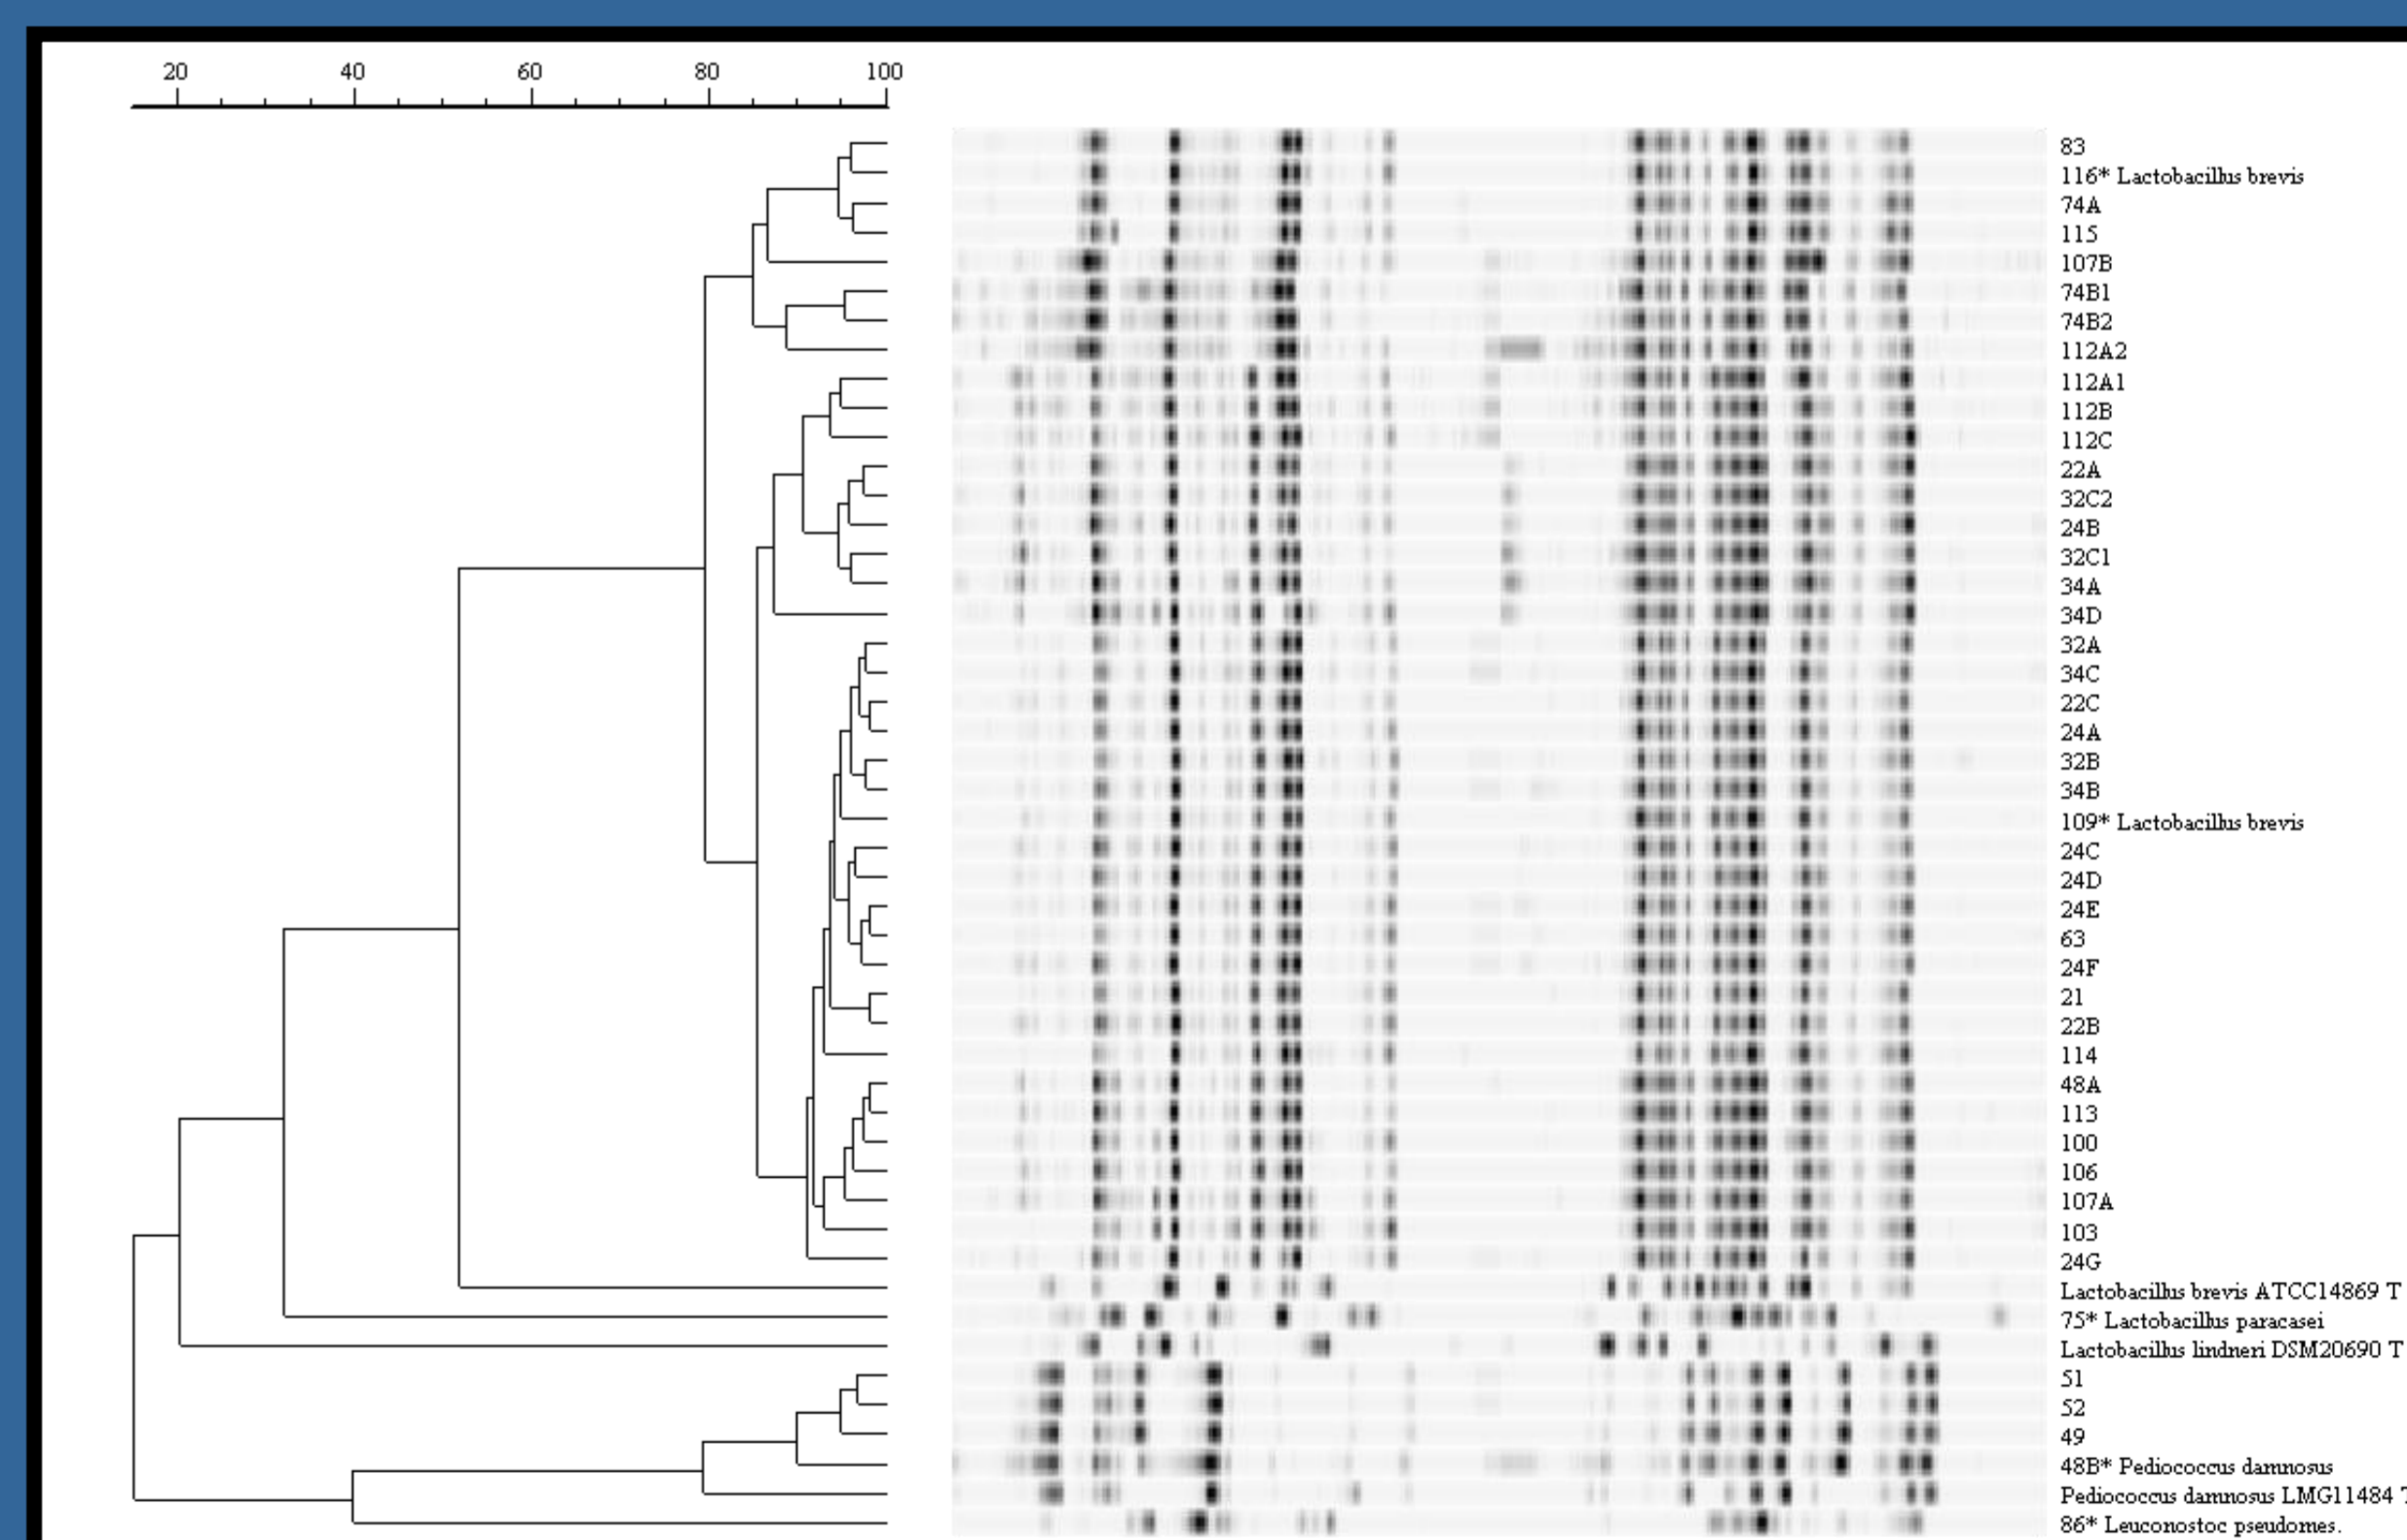 20 40 60 80 100
83
116* Lactobacillus brevis
74A
115
107B
74B1
74B2
112A2
112A1
112B
112C
22A
32C2
24B
32C1
34A
34D
32A
34C
22C
24A
32B
34B
109* Lactobacillus brevis
24C
24D
24E
63
24F
21
22B
114
48A
113
100
106
107A
103
24G
Lactobacillus brevis ATCC14869 T
75* Lactobacillus paracasei
Lactobacillus lindneri DSM20690 T
51
52
49
48B* Pediococcus damnosus
Pediococcus damnosus LMG11484 T
86* Leuconostoc pseudomes.